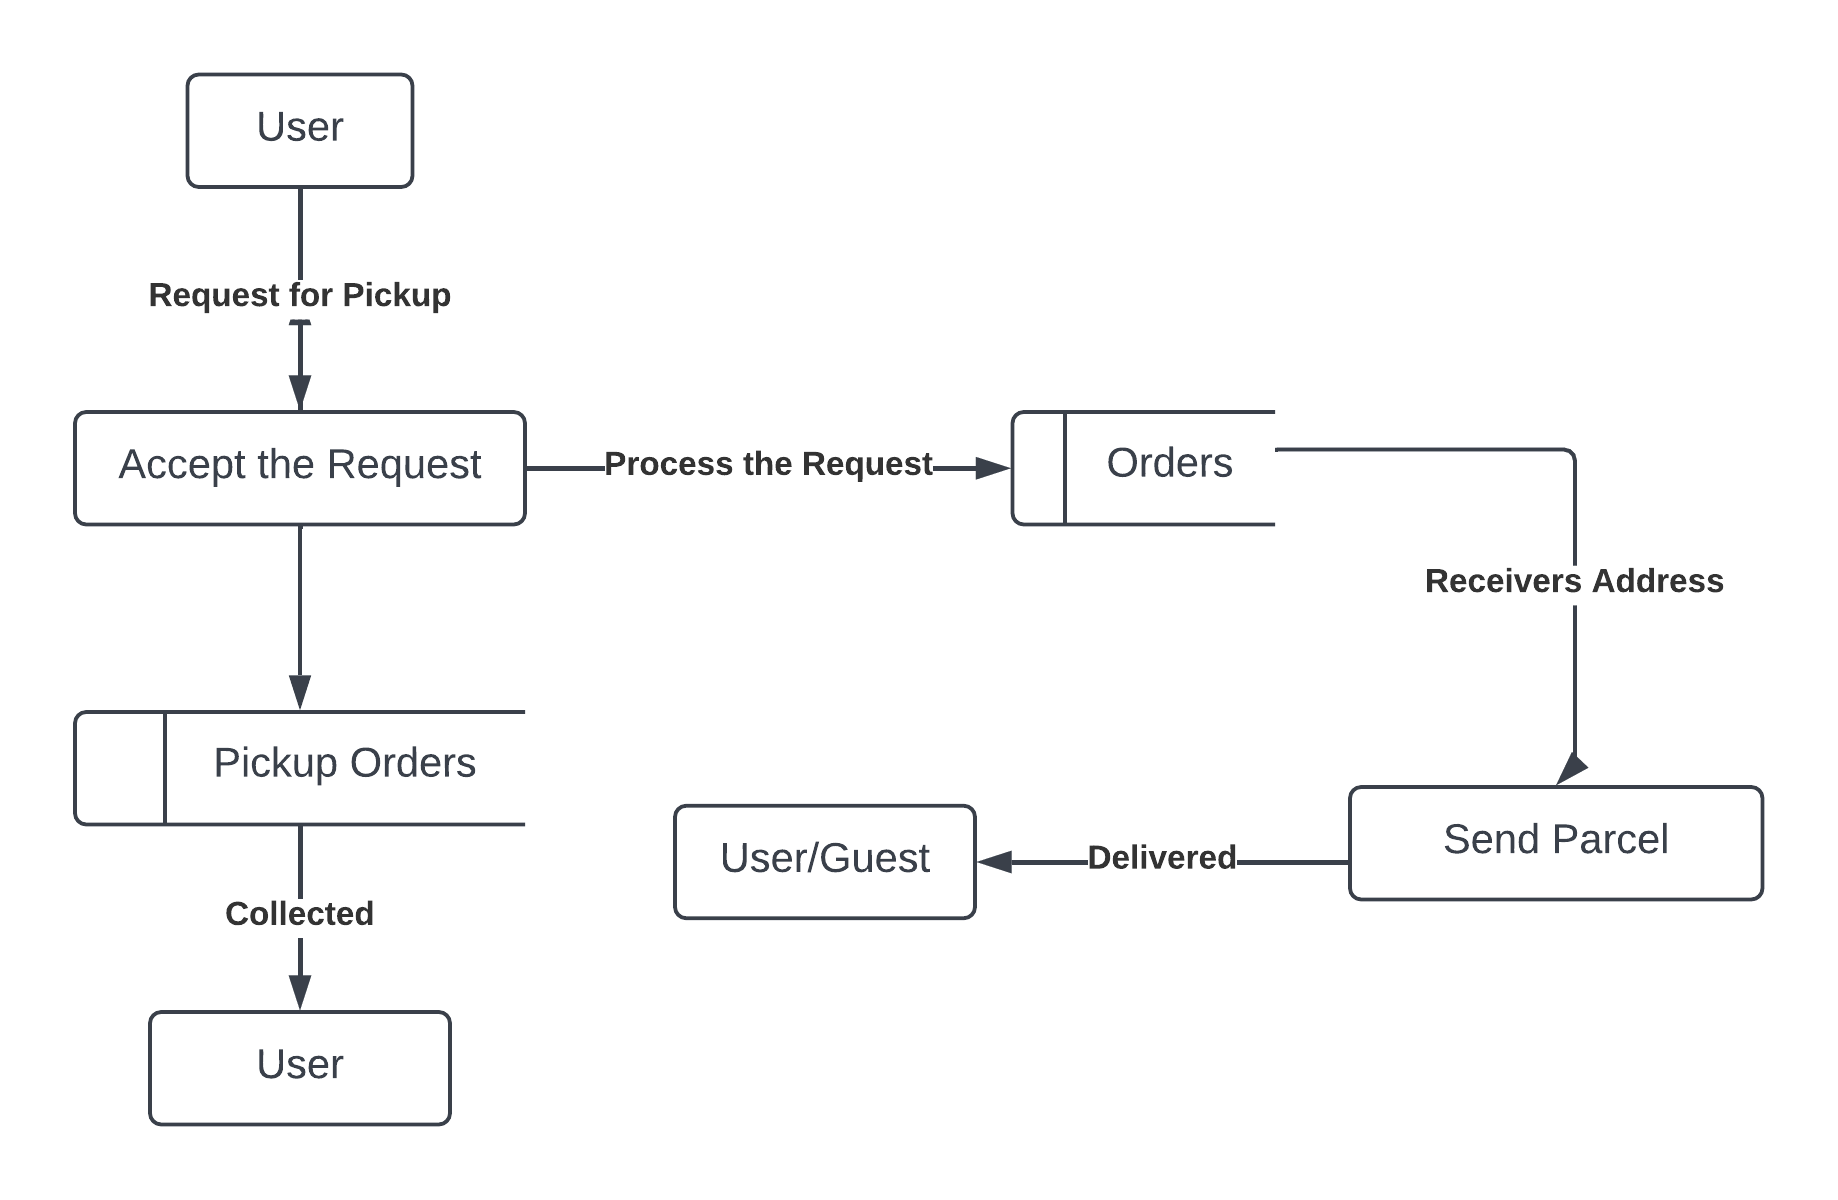 User
Request for Pickup
Accept the Request
Process the Request
Orders
Receivers Address
Pickup Orders
User/Guest
Delivered
Send Parcel
Collected
User